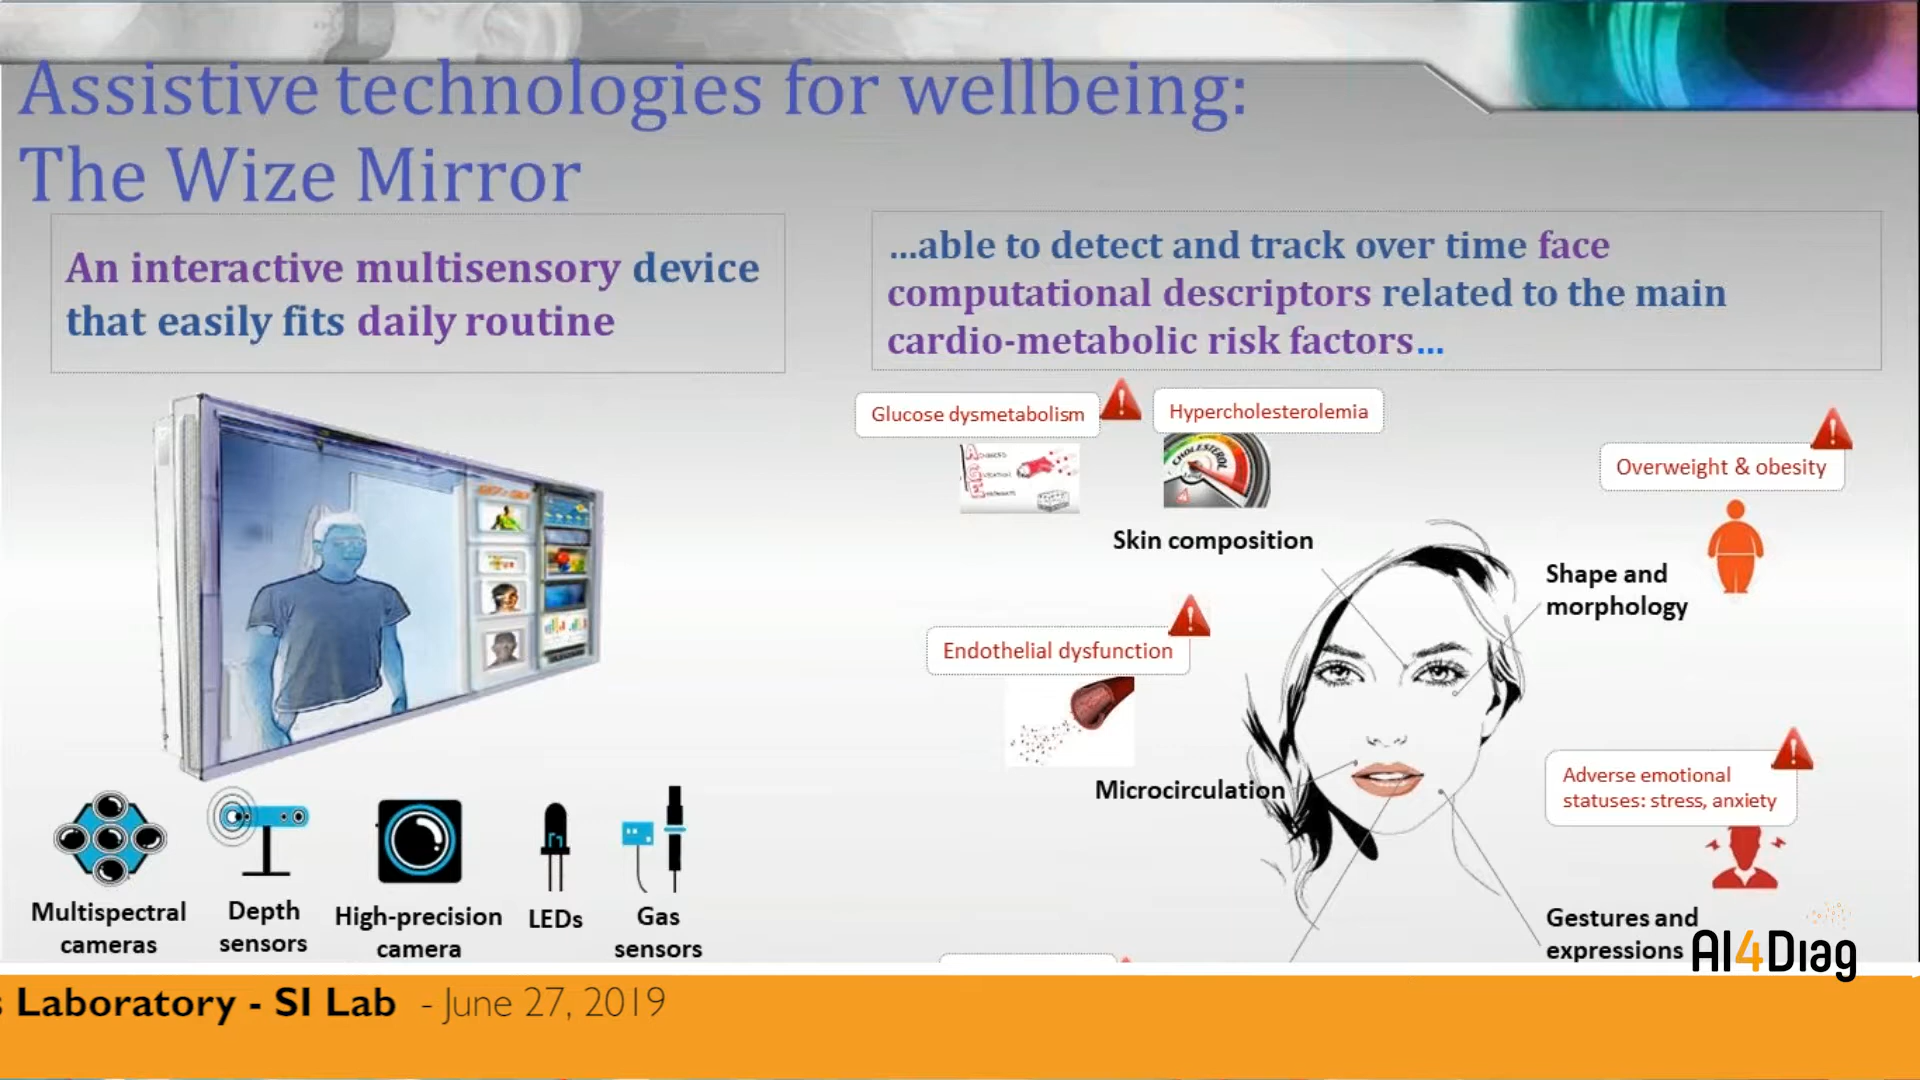 Assistive technologies for wellbeing:
The Wize Mirror
An interactive multisensory device
that easily fits daily routine
...able to detect and track over time face
computational descriptors related to the main
cardio-metabolic risk factors...
Glucose dysmetabolism
Hypercholesterolemia
CHOLESTEROL
Overweight & obesity
Skin composition
Shape and
morphology
Endothelial dysfunction
Microcirculation
Adverse emotional
statuses: stress, anxiety
Gestures and
expressions
Multispectral
cameras
Depth
sensors
High-precision
camera
LEDs
Gas
sensors
AI4DIag
s Laboratory - SI Lab - June 27, 2019